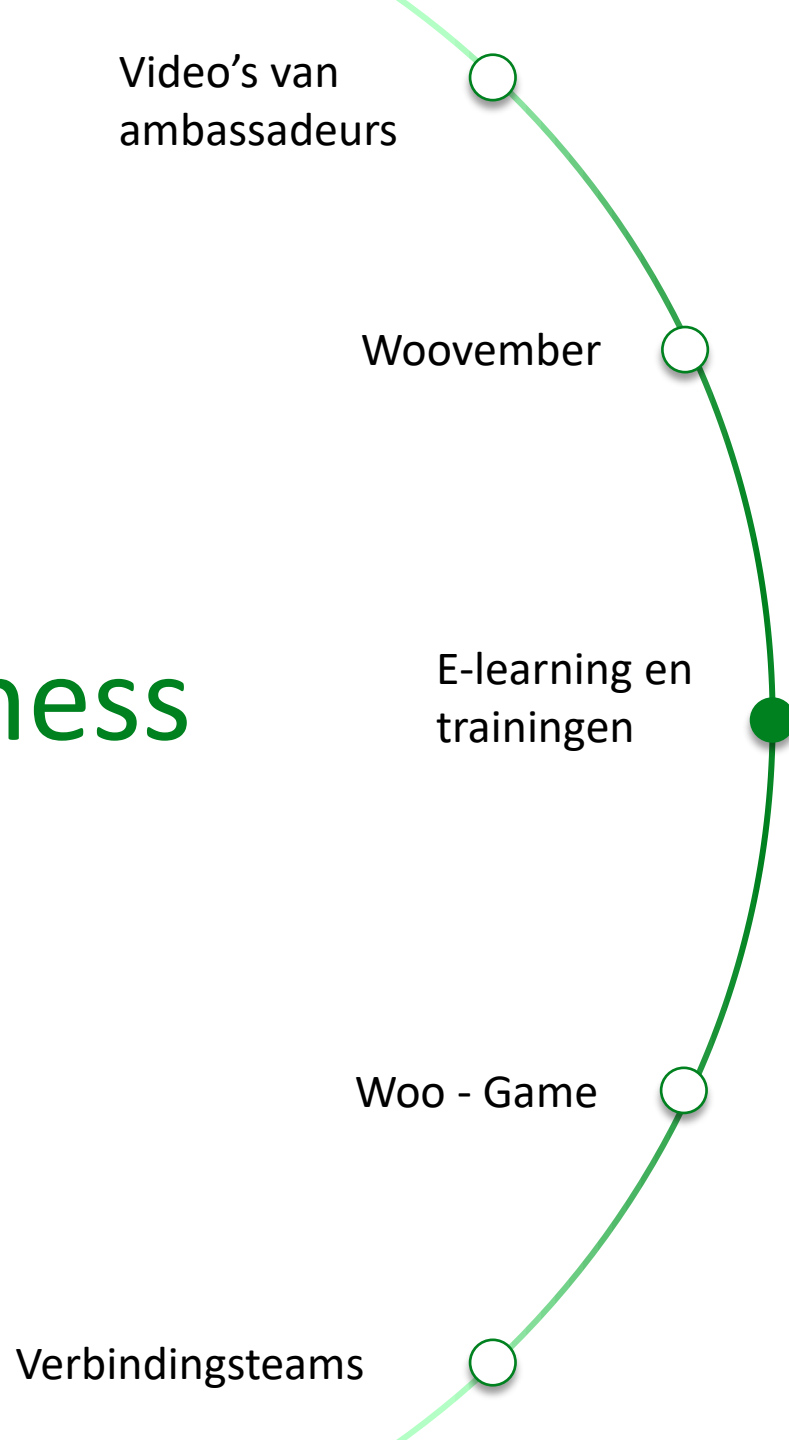 Video’s van
ambassadeurs
Woovember
E-learning en
trainingen
ness
Woo - Game
Verbindingsteams